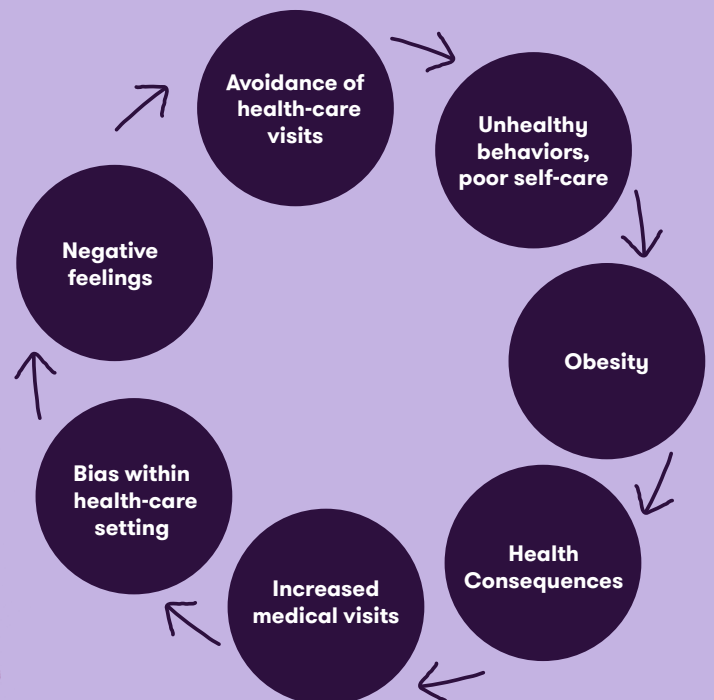 Avoidance of
health-care
visits
Unhealthy
behaviors,
poor self-care
Obesity
Health
Consequences
Increased
medical visits
Bias within
health-care
setting
Negative
feelings